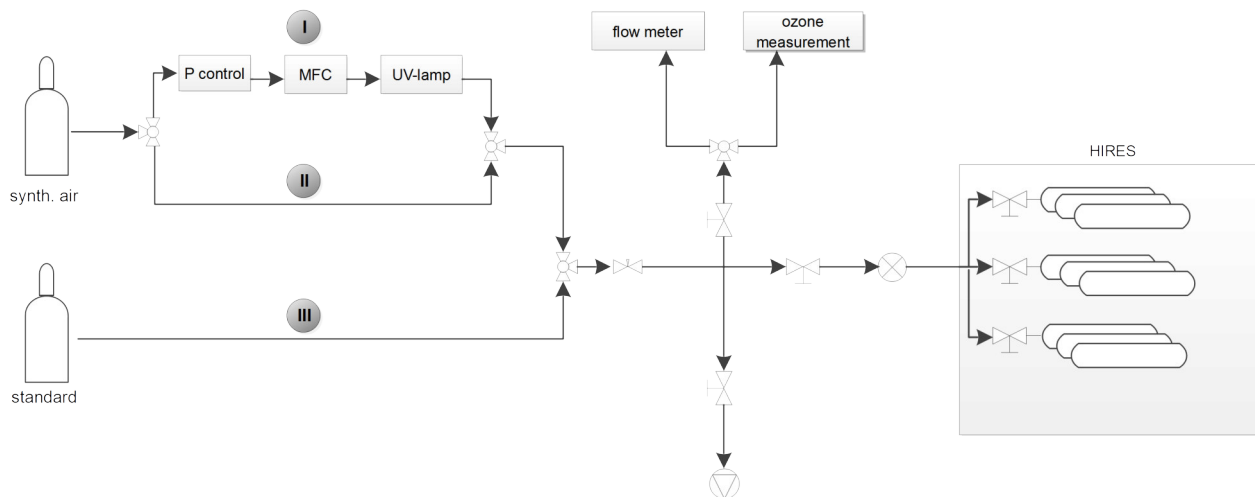 I
flow meter
ozone
measurement
P control
MFC
UV-lamp
HIRES
II
synth. air
III
standard